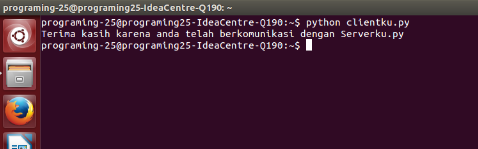 programing-25@programing25-IdeaCentre-Q190: ~
programing-25@programing25-IdeaCentre-Q190:~$ python clientku.py
Terima kasih karena anda telah berkomunikasi dengan Serverku.py
programing-25@programing25-IdeaCentre-Q190:~$